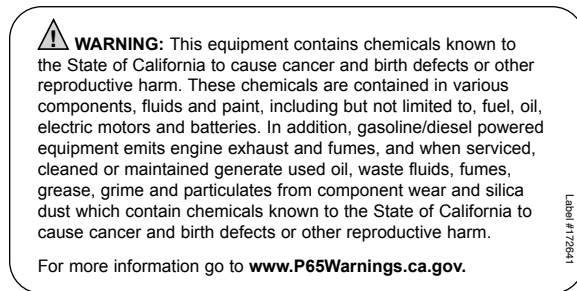 WARNING: This equipment contains chemicals known to
the State of California to cause cancer and birth defects or other
reproductive harm. These chemicals are contained in various
components, fluids and paint, including but not limited to, fuel, oil,
electric motors and batteries. In addition, gasoline/diesel powered
equipment emits engine exhaust and fumes, and when serviced,
cleaned or maintained generate used oil, waste fluids, fumes,
grease, grime and particulates from component wear and silica
dust which contain chemicals known to the State of California to
cause cancer and birth defects or other reproductive harm.
For more information go to www.P65Warnings.ca.gov.
Label #172641